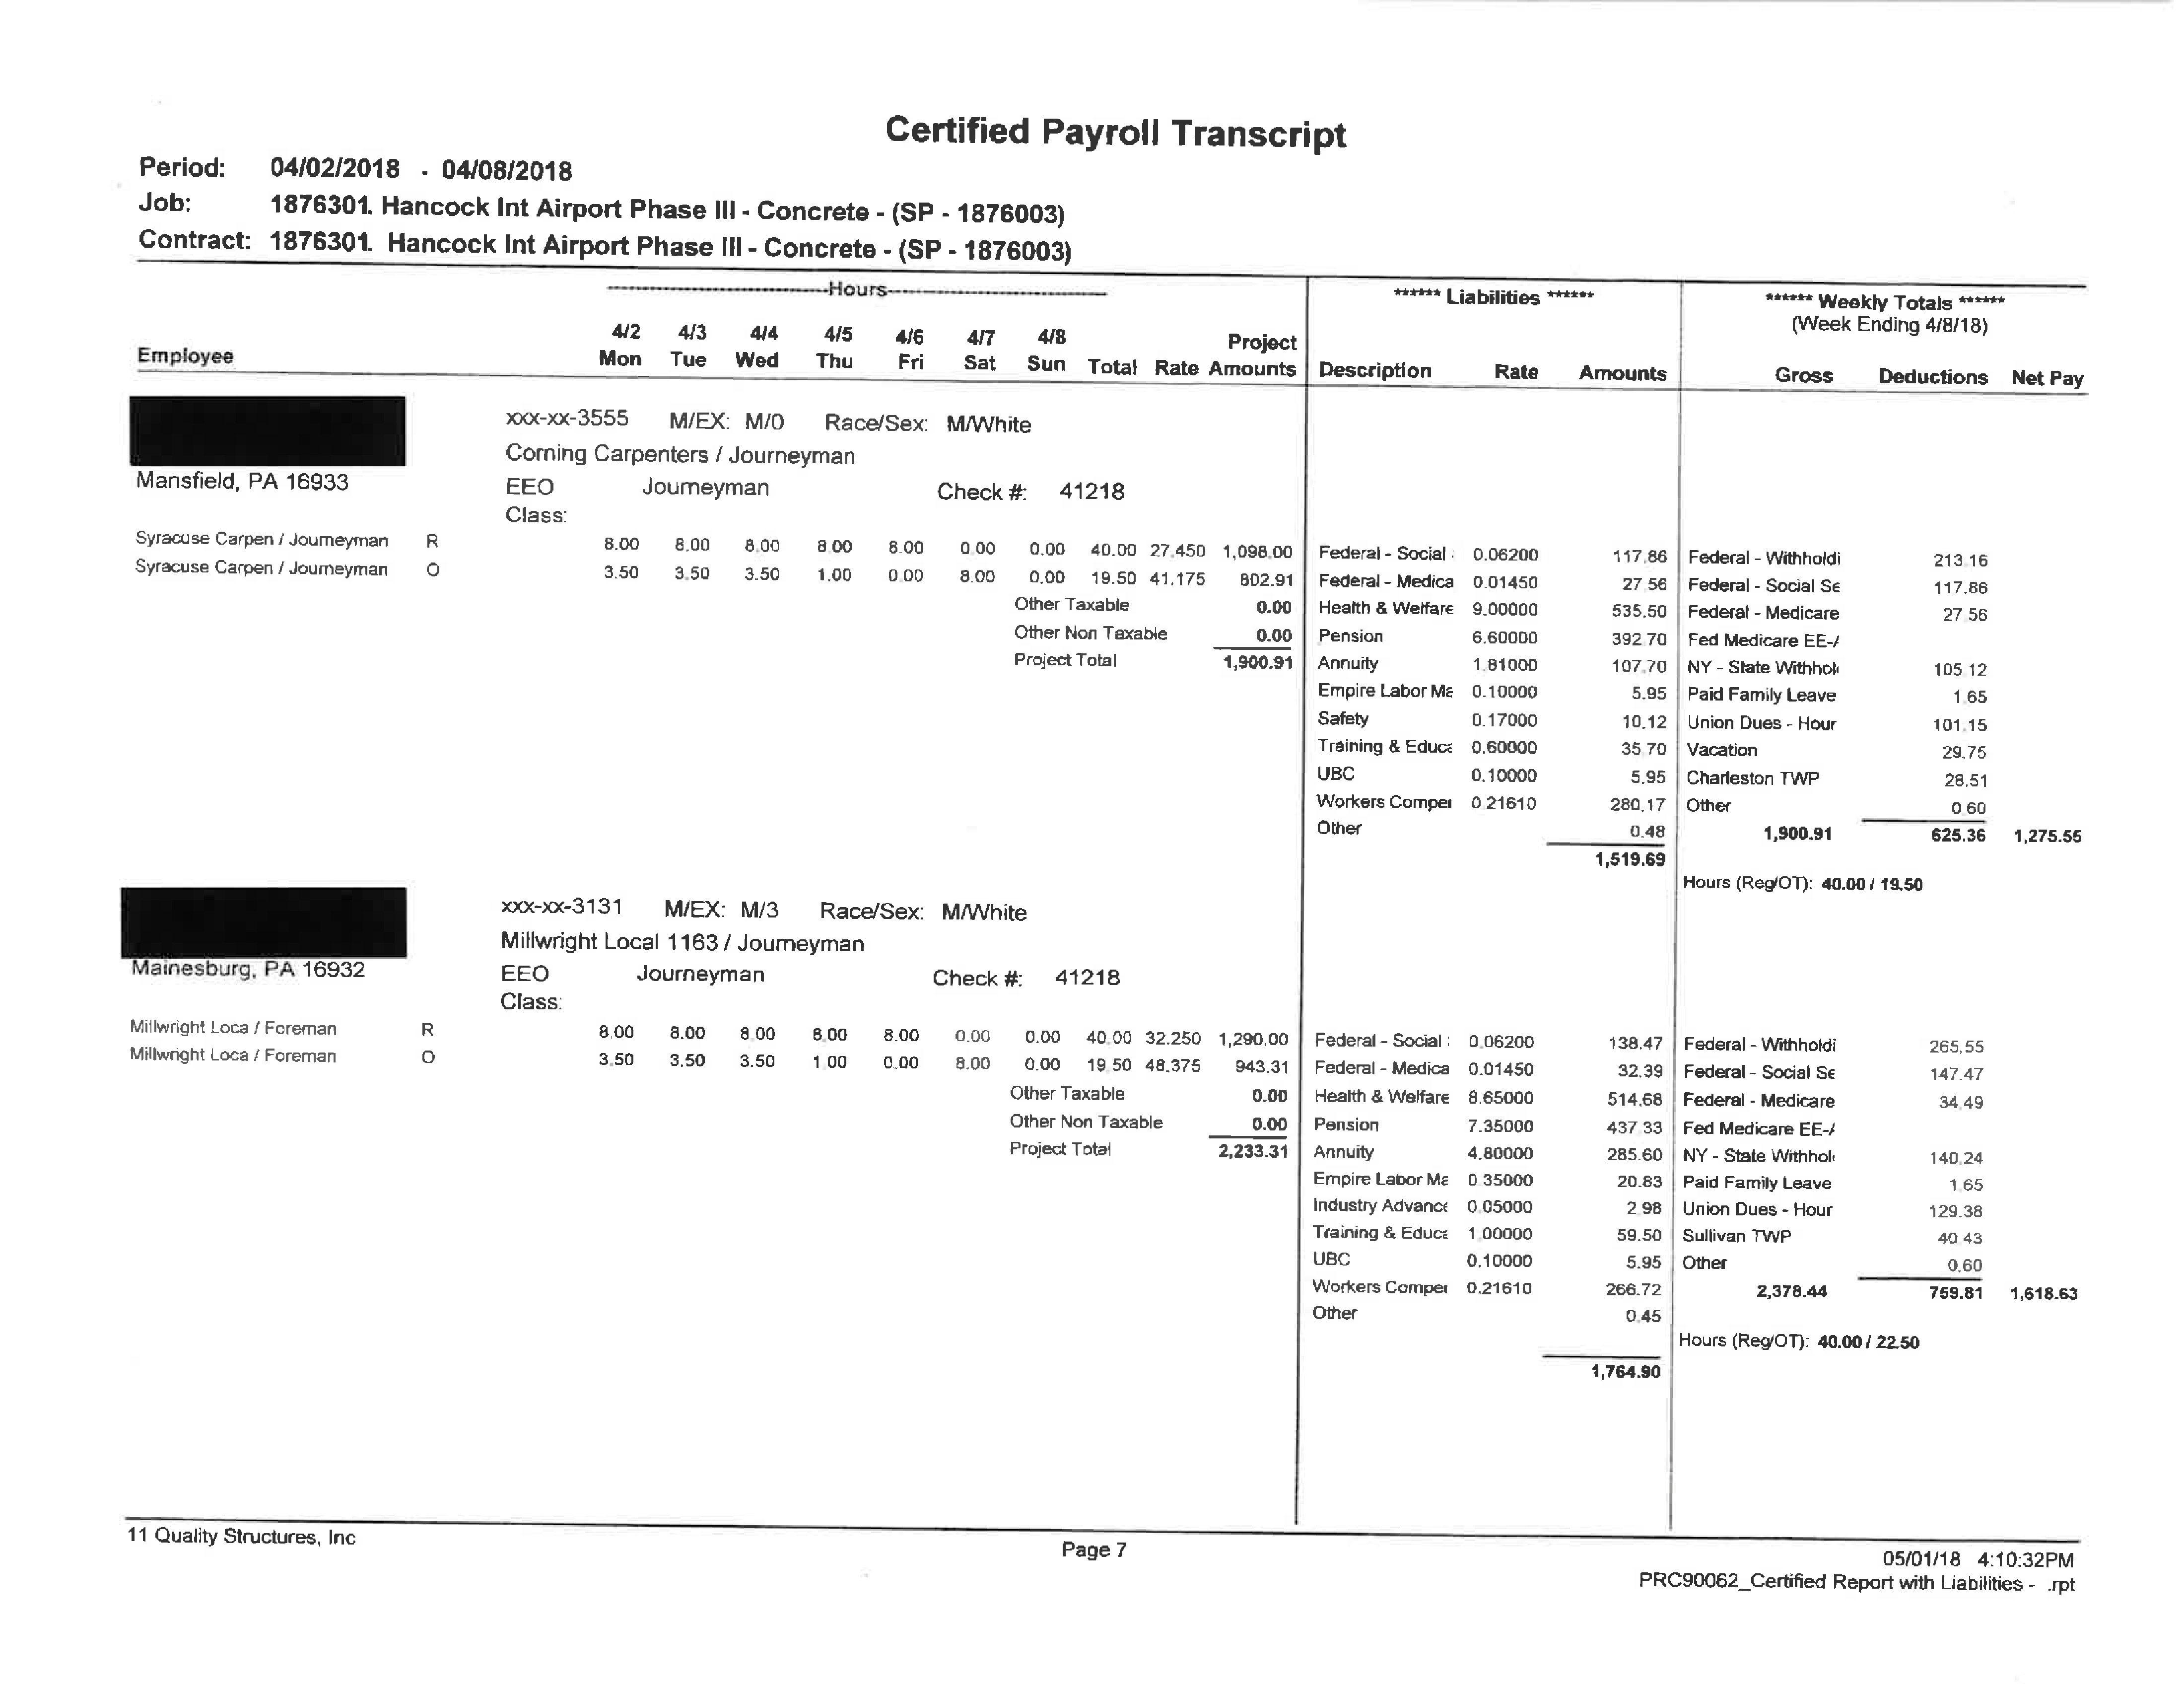 Certified Payroll Transcript
Period: 04/02/2018 - 04/08/2018
Job: 1876301. Hancock Int Airport Phase III - Concrete - (SP - 1876003)
Contract: 1876301. Hancock Int Airport Phase III - Concrete - (SP - 1876003)
Hours ****** Liabilities ****** ****** Weekly Totals ******
(Week Ending 4/8/18)
4/2 4/3 4/4 4/5 4/6 4/7 4/8 Project
Employee Mon Tue Wed Thu Fri Sat Sun Total Rate Amounts Description Rate Amounts Gross Deductions Net Pay
xxx-xx-3555 M/EX: M/0 Race/Sex: M/White
Corning Carpenters / Journeyman
Mansfield, PA 16933 EEO Journeyman Check #: 41218
Class:
Syracuse Carpen / Journeyman R 8.00 8.00 8.00 8.00 8.00 0.00 0.00 40.00 27.450 1,098.00 Federal - Social : 0.06200 117.86 Federal - Withholdi 213.16
Syracuse Carpen / Journeyman O 3.50 3.50 3.50 1.00 0.00 8.00 0.00 19.50 41.175 802.91 Federal - Medica 0.01450 27.56 Federal - Social Se 117.86
Other Taxable 0.00 Health & Welfare 9.00000 535.50 Federal - Medicare 27.56
Other Non Taxable 0.00 Pension 6.60000 392.70 Fed Medicare EE-/
Project Total 1,900.91 Annuity 1.81000 107.70 NY - State Withhol 105.12
Empire Labor Ma 0.10000 5.95 Paid Family Leave 1.65
Safety 0.17000 10.12 Union Dues - Hour 101.15
Training & Educa 0.60000 35.70 Vacation 29.75
UBC 0.10000 5.95 Charleston TWP 28.51
Workers Comper 0.21610 280.17 Other 0.60
Other 0.48 1,900.91 625.36 1,275.55
1,519.69
Hours (Reg/OT): 40.00 / 19.50
xxx-xx-3131 M/EX: M/3 Race/Sex: M/White
Millwright Local 1163 / Journeyman
Mainesburg, PA 16932 EEO Journeyman Check #: 41218
Class:
Millwright Loca / Foreman R 8.00 8.00 8.00 8.00 8.00 0.00 0.00 40.00 32.250 1,290.00 Federal - Social : 0.06200 138.47 Federal - Withholdi 265.55
Millwright Loca / Foreman O 3.50 3.50 3.50 1.00 0.00 8.00 0.00 19.50 48.375 943.31 Federal - Medica 0.01450 32.39 Federal - Social Se 147.47
Other Taxable 0.00 Health & Welfare 8.65000 514.68 Federal - Medicare 34.49
Other Non Taxable 0.00 Pension 7.35000 437.33 Fed Medicare EE-/
Project Total 2,233.31 Annuity 4.80000 285.60 NY - State Withhol 140.24
Empire Labor Ma 0.35000 20.83 Paid Family Leave 1.65
Industry Advance 0.05000 2.98 Union Dues - Hour 129.38
Training & Educa 1.00000 59.50 Sullivan TWP 40.43
UBC 0.10000 5.95 Other 0.60
Workers Comper 0.21610 266.72 2,378.44 759.81 1,618.63
Other 0.45
Hours (Reg/OT): 40.00 / 22.50
1,764.90
11 Quality Structures, Inc Page 7 05/01/18 4:10:32PM
PRC90062_Certified Report with Liabilities - .rpt